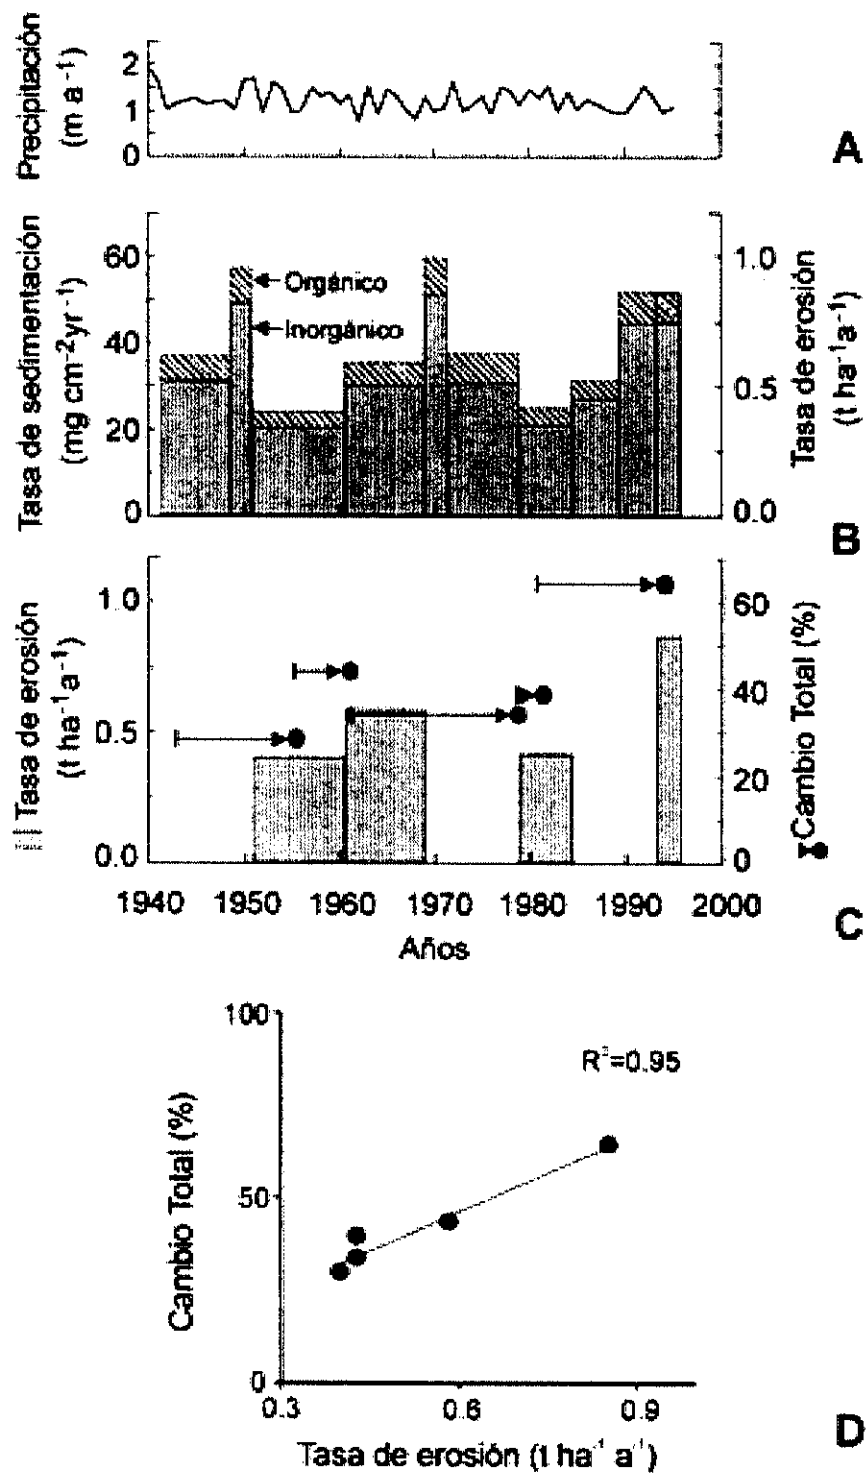 Precipitación
(m a⁻¹)
2
1
0
A
Tasa de sedimentación
(mg cm⁻²yr⁻¹)
60
40
20
0
Orgánico
Inorgánico
1.0
0.5
0.0
Tasa de erosión
(t ha⁻¹a⁻¹)
B
Tasa de erosión
(t ha⁻¹a⁻¹)
1.0
0.5
0.0
60
40
20
0
Cambio Total (%)
1940 1950 1960 1970 1980 1990 2000
Años
C
Cambio Total (%)
100
50
0
R²=0.95
0.3 0.6 0.9
Tasa de erosión (t ha⁻¹ a⁻¹)
D